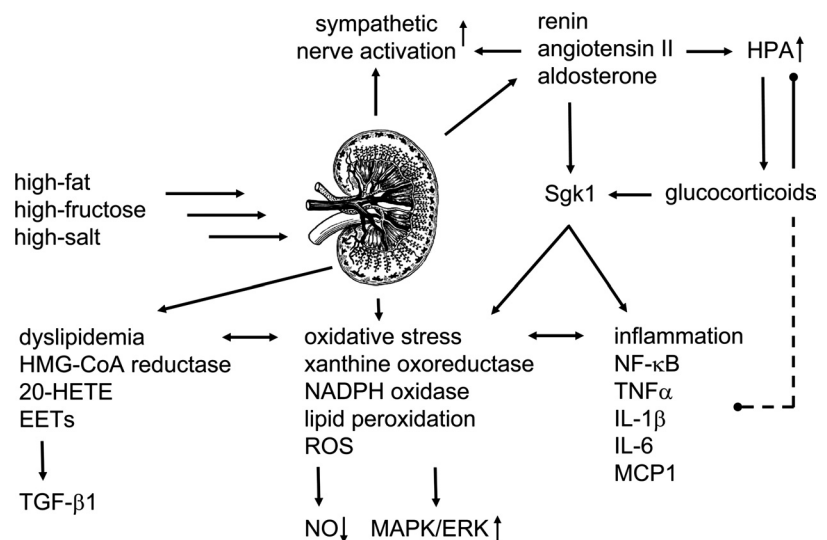 sympathetic
nerve activation
renin
angiotensin II
aldosterone
HPA
high-fat
high-fructose
high-salt
Sgk1
glucocorticoids
dyslipidemia
HMG-CoA reductase
20-HETE
EETs
TGF-β1
oxidative stress
xanthine oxoreductase
NADPH oxidase
lipid peroxidation
ROS
NO
MAPK/ERK
inflammation
NF-κB
TNFα
IL-1β
IL-6
MCP1